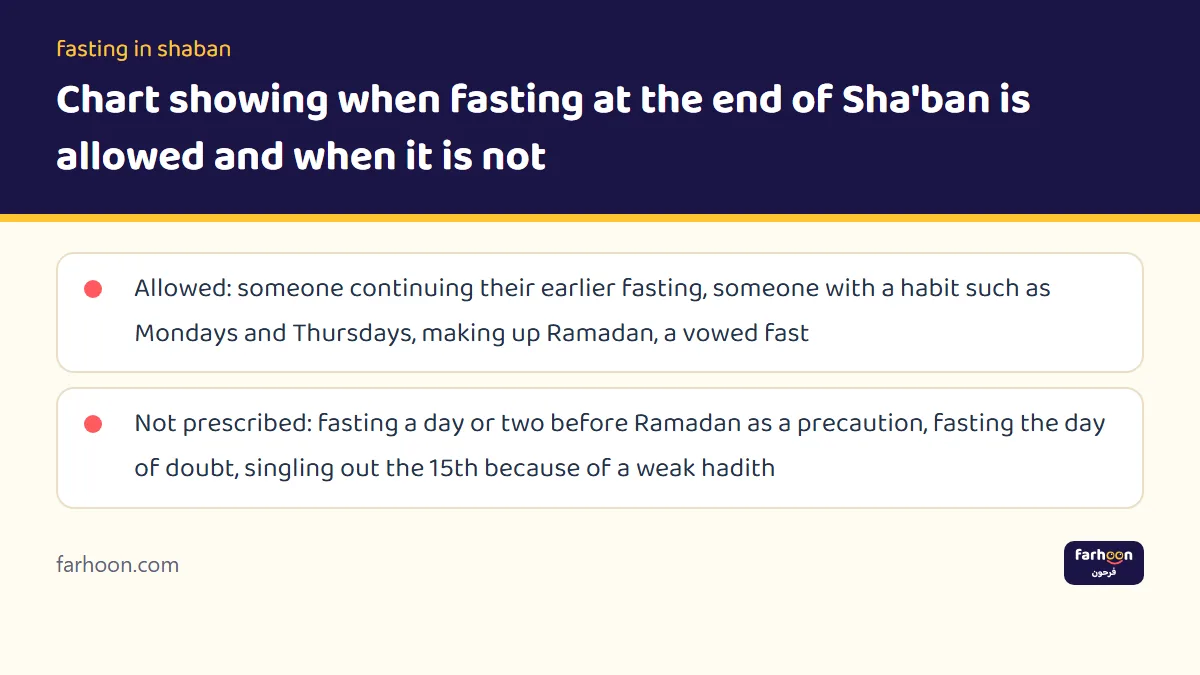 fasting in shaban
Chart showing when fasting at the end of Sha'ban is
allowed and when it is not
Allowed: someone continuing their earlier fasting, someone with a habit such as
Mondays and Thursdays, making up Ramadan, a vowed fast
Not prescribed: fasting a day or two before Ramadan as a precaution, fasting the day
of doubt, singling out the 15th because of a weak hadith
farhoon.com
farhoon
فرحون